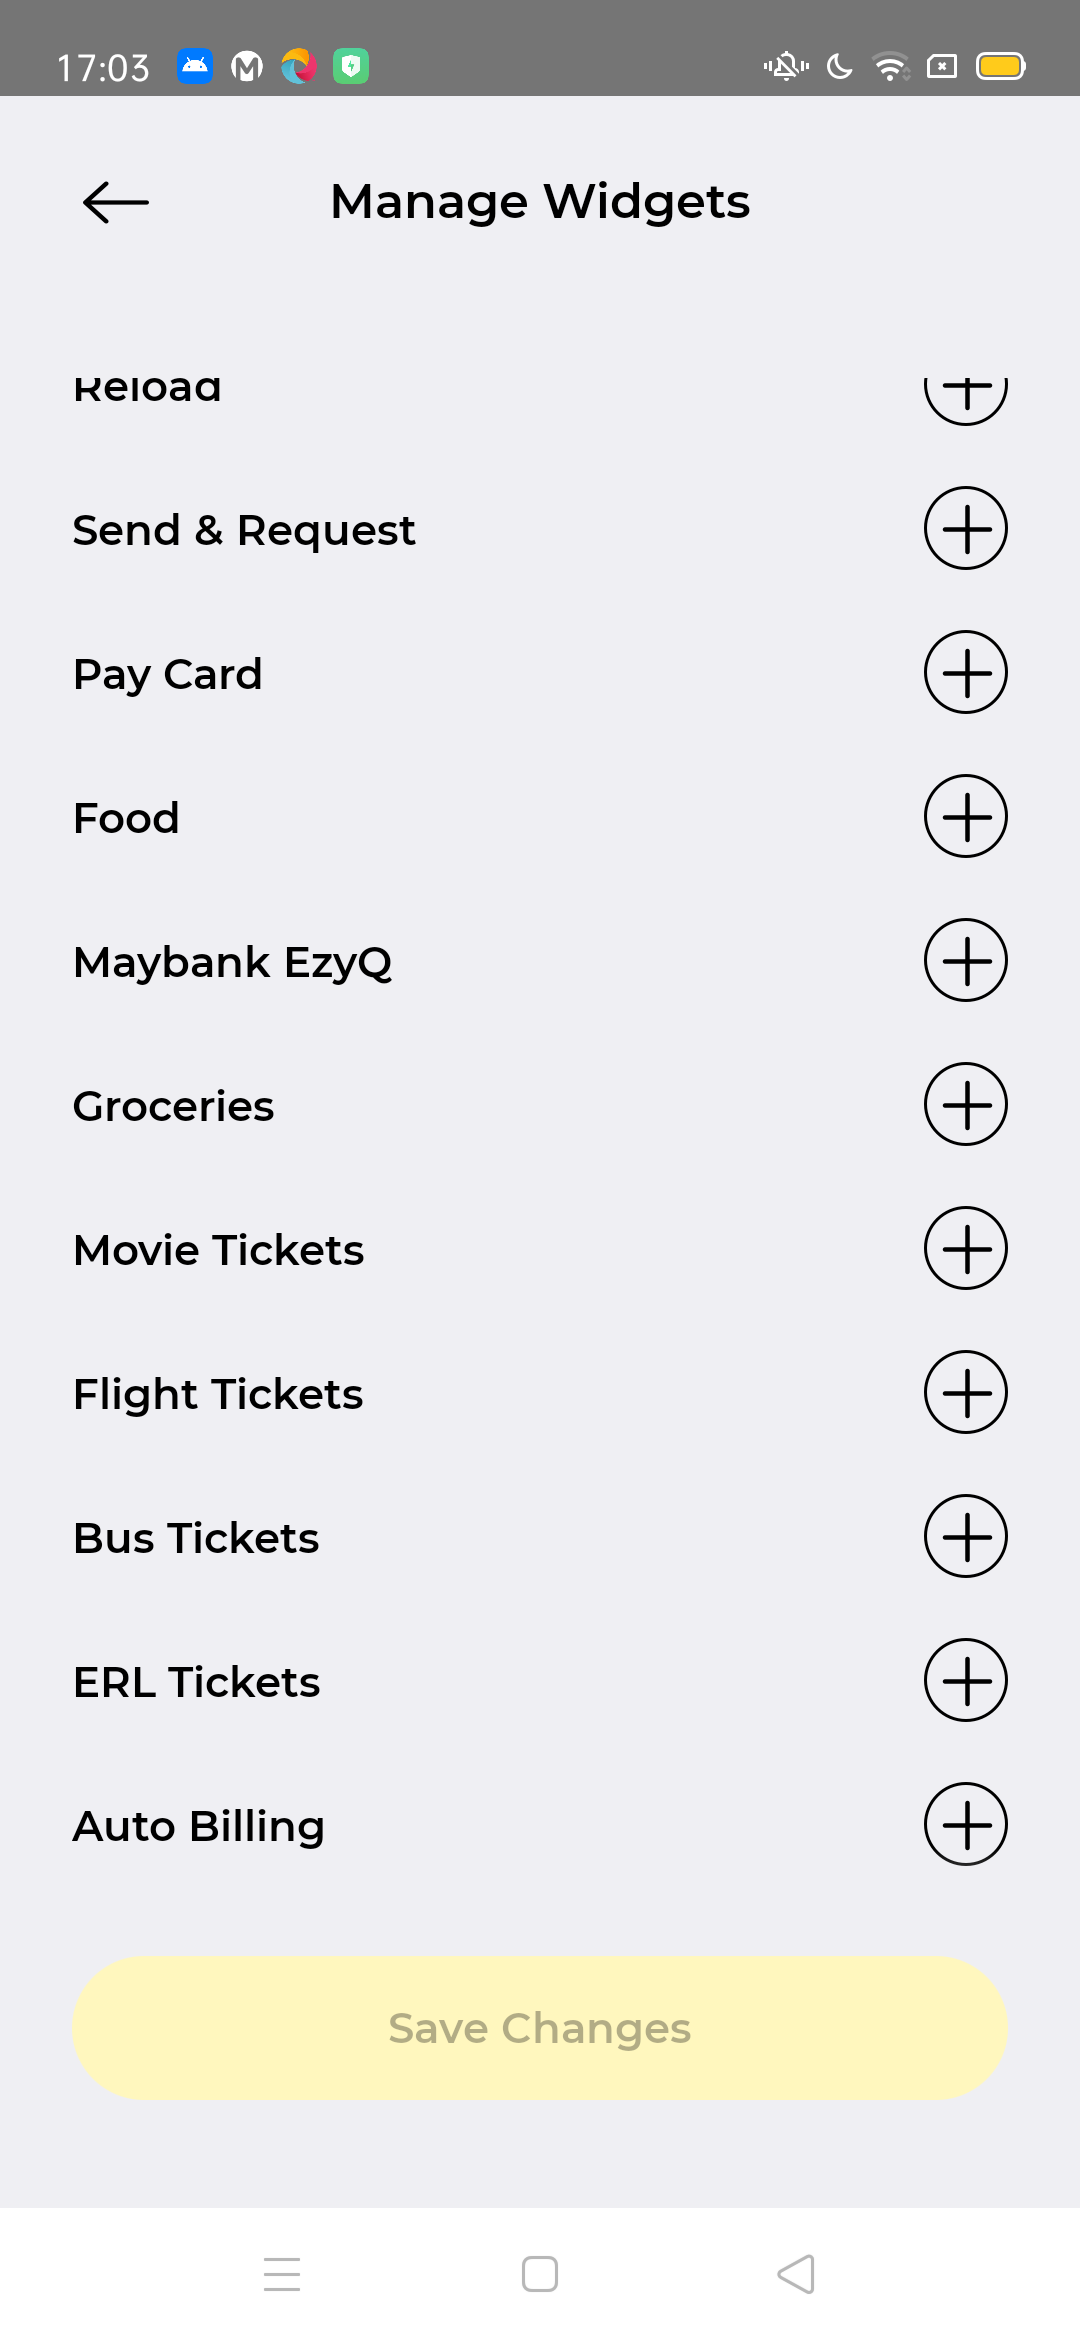 17:03
Manage Widgets
Reload
Send & Request
Pay Card
Food
Maybank EzyQ
Groceries
Movie Tickets
Flight Tickets
Bus Tickets
ERL Tickets
Auto Billing
Save Changes